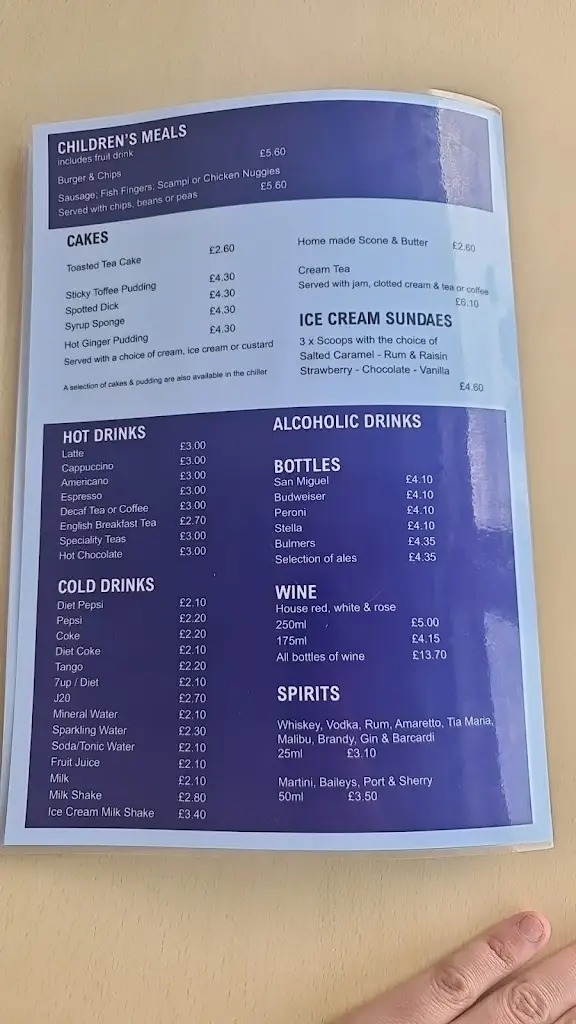 CHILDREN'S MEALS
includes fruit drink
Burger & Chips £5.60
Sausage; Fish Fingers; Scampi or Chicken Nuggies
Served with chips, beans or peas £5.60
CAKES
Toasted Tea Cake £2.60
Sticky Toffee Pudding £4.30
Spotted Dick £4.30
Syrup Sponge £4.30
Hot Ginger Pudding £4.30
Served with a choice of cream, ice cream or custard
A selection of cakes & pudding are also available in the chiller
Home made Scone & Butter £2.60
Cream Tea
Served with jam, clotted cream & tea or coffee
£6.10
ICE CREAM SUNDAES
3 x Scoops with the choice of
Salted Caramel - Rum & Raisin
Strawberry - Chocolate - Vanilla
£4.60
HOT DRINKS
Latte £3.00
Cappuccino £3.00
Americano £3.00
Espresso £3.00
Decaf Tea or Coffee £3.00
English Breakfast Tea £2.70
Speciality Teas £3.00
Hot Chocolate £3.00
COLD DRINKS
Diet Pepsi £2.10
Pepsi £2.20
Coke £2.20
Diet Coke £2.10
Tango £2.20
7up / Diet £2.10
J20 £2.70
Mineral Water £2.10
Sparkling Water £2.30
Soda/Tonic Water £2.10
Fruit Juice £2.10
Milk £2.10
Milk Shake £2.80
Ice Cream Milk Shake £3.40
ALCOHOLIC DRINKS
BOTTLES
San Miguel £4.10
Budweiser £4.10
Peroni £4.10
Stella £4.10
Bulmers £4.35
Selection of ales £4.35
WINE
House red, white & rose
250ml £5.00
175ml £4.15
All bottles of wine £13.70
SPIRITS
Whiskey, Vodka, Rum, Amaretto, Tia Maria,
Malibu, Brandy, Gin & Barcardi
25ml £3.10
Martini, Baileys, Port & Sherry
50ml £3.50